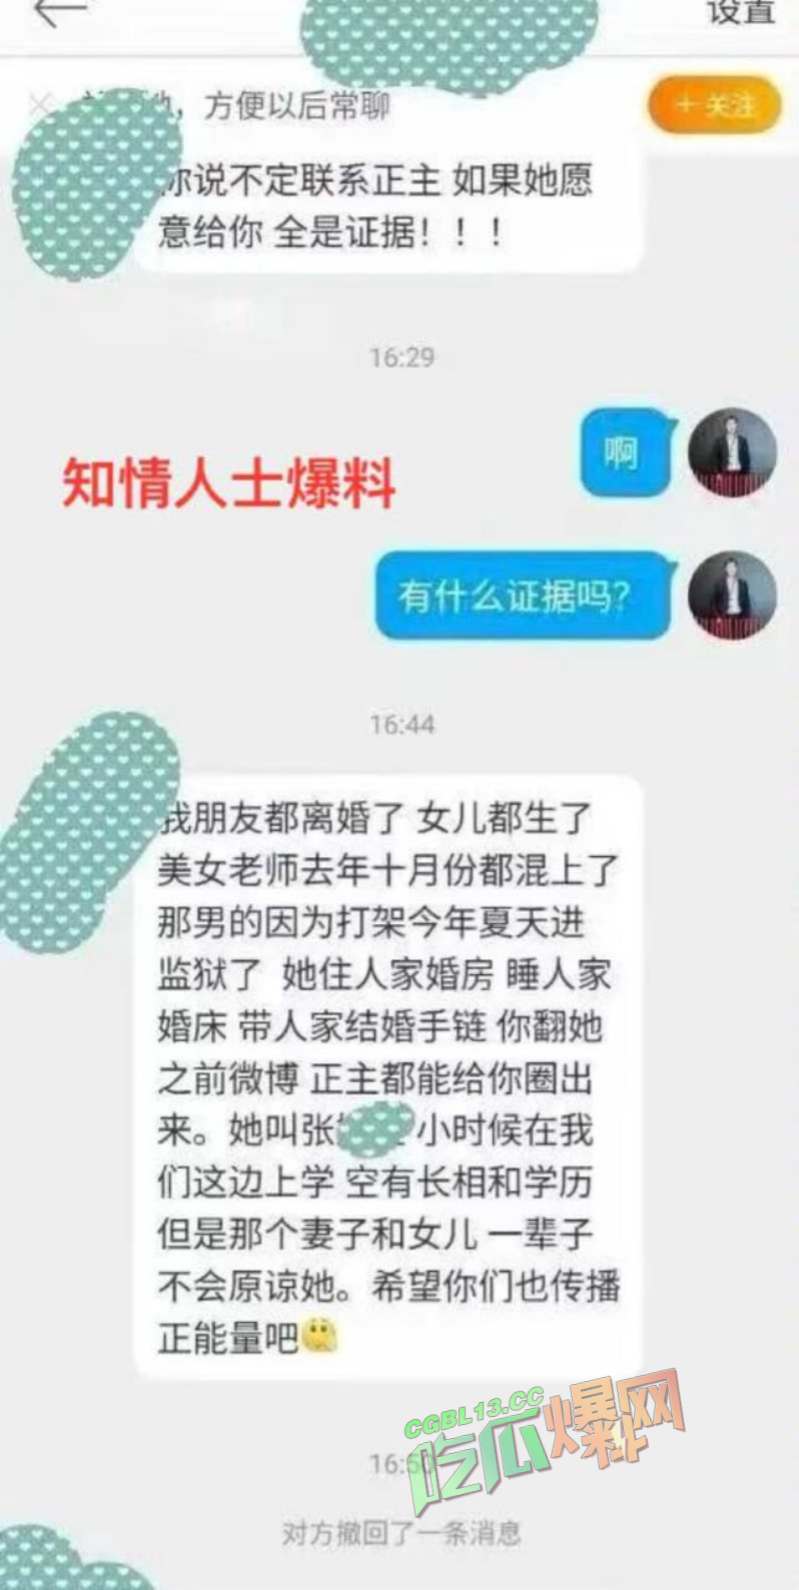 设置
，方便以后常聊
+ 关注
你说不定联系正主 如果她愿
意给你 全是证据！！！
16:29
啊
知情人士爆料
有什么证据吗？
16:44
我朋友都离婚了 女儿都生了
美女老师去年十月份都混上了
那男的因为打架今年夏天进
监狱了 她住人家婚房 睡人家
婚床 带人家结婚手链 你翻她
之前微博 正主都能给你圈出
来。她叫张 小时候在我
们这边上学 空有长相和学历
但是那个妻子和女儿 一辈子
不会原谅她。希望你们也传播
正能量吧🤔
CGBL13.CC
吃瓜爆料网
16:50
对方撤回了一条消息